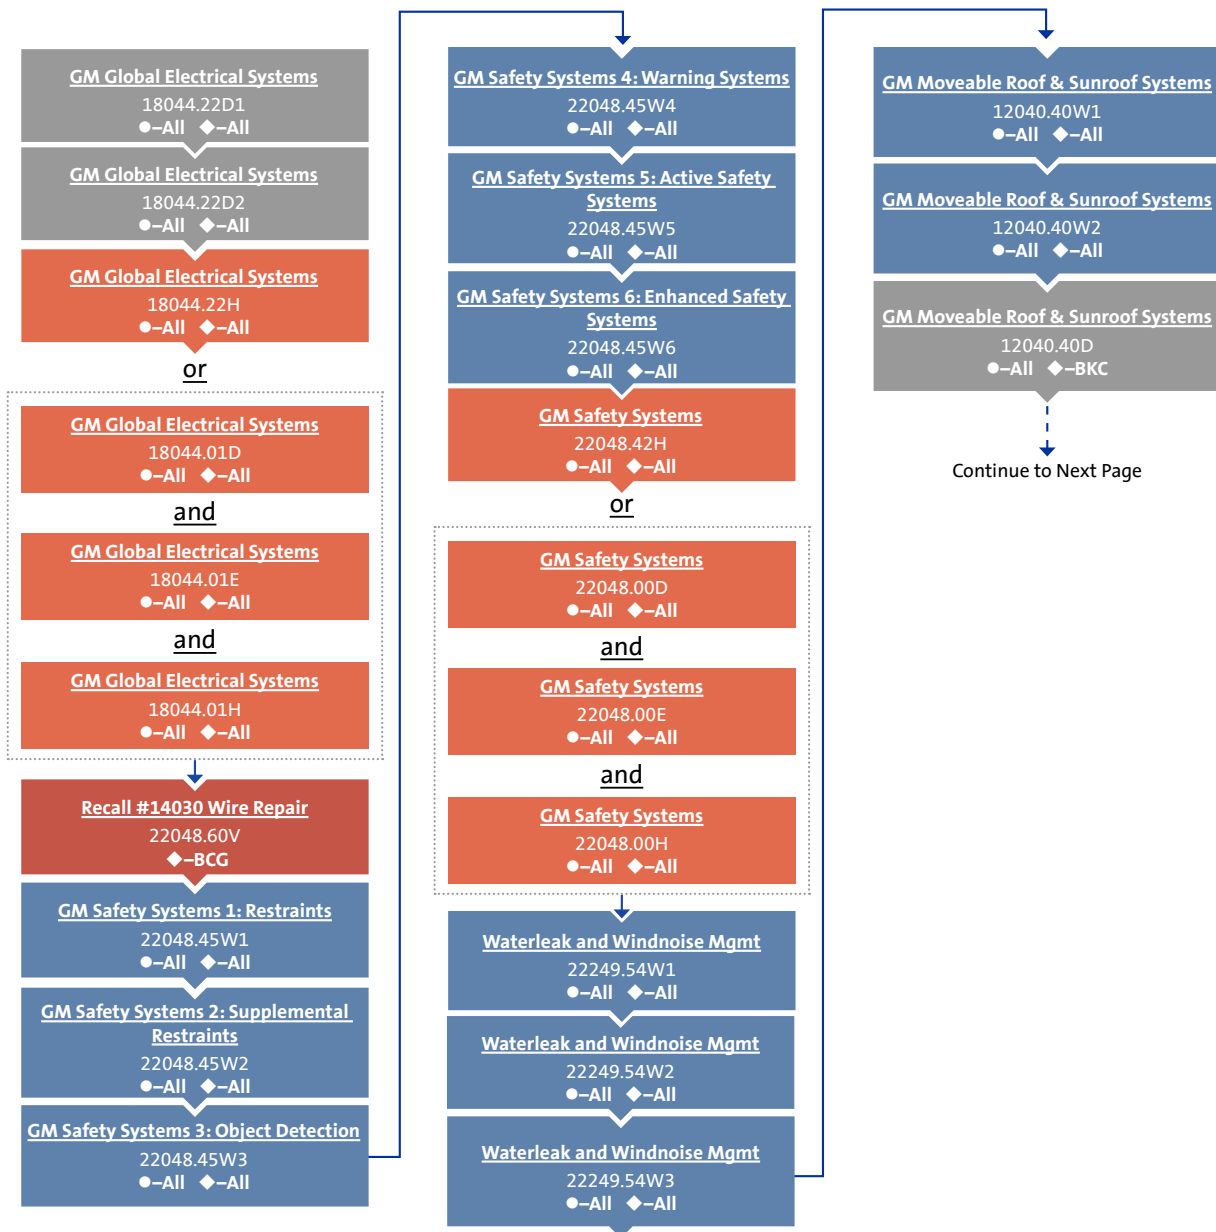 GM Global Electrical Systems
18044.22D1
●–All ◆–All
GM Global Electrical Systems
18044.22D2
●–All ◆–All
GM Global Electrical Systems
18044.22H
●–All ◆–All
or
GM Global Electrical Systems
18044.01D
●–All ◆–All
and
GM Global Electrical Systems
18044.01E
●–All ◆–All
and
GM Global Electrical Systems
18044.01H
●–All ◆–All
Recall #14030 Wire Repair
22048.60V
◆–BCG
GM Safety Systems 1: Restraints
22048.45W1
●–All ◆–All
GM Safety Systems 2: Supplemental
Restraints
22048.45W2
●–All ◆–All
GM Safety Systems 3: Object Detection
22048.45W3
●–All ◆–All
GM Safety Systems 4: Warning Systems
22048.45W4
●–All ◆–All
GM Safety Systems 5: Active Safety
Systems
22048.45W5
●–All ◆–All
GM Safety Systems 6: Enhanced Safety
Systems
22048.45W6
●–All ◆–All
GM Safety Systems
22048.42H
●–All ◆–All
or
GM Safety Systems
22048.00D
●–All ◆–All
and
GM Safety Systems
22048.00E
●–All ◆–All
and
GM Safety Systems
22048.00H
●–All ◆–All
Waterleak and Windnoise Mgmt
22249.54W1
●–All ◆–All
Waterleak and Windnoise Mgmt
22249.54W2
●–All ◆–All
Waterleak and Windnoise Mgmt
22249.54W3
●–All ◆–All
GM Moveable Roof & Sunroof Systems
12040.40W1
●–All ◆–All
GM Moveable Roof & Sunroof Systems
12040.40W2
●–All ◆–All
GM Moveable Roof & Sunroof Systems
12040.40D
●–All ◆–BKC
Continue to Next Page